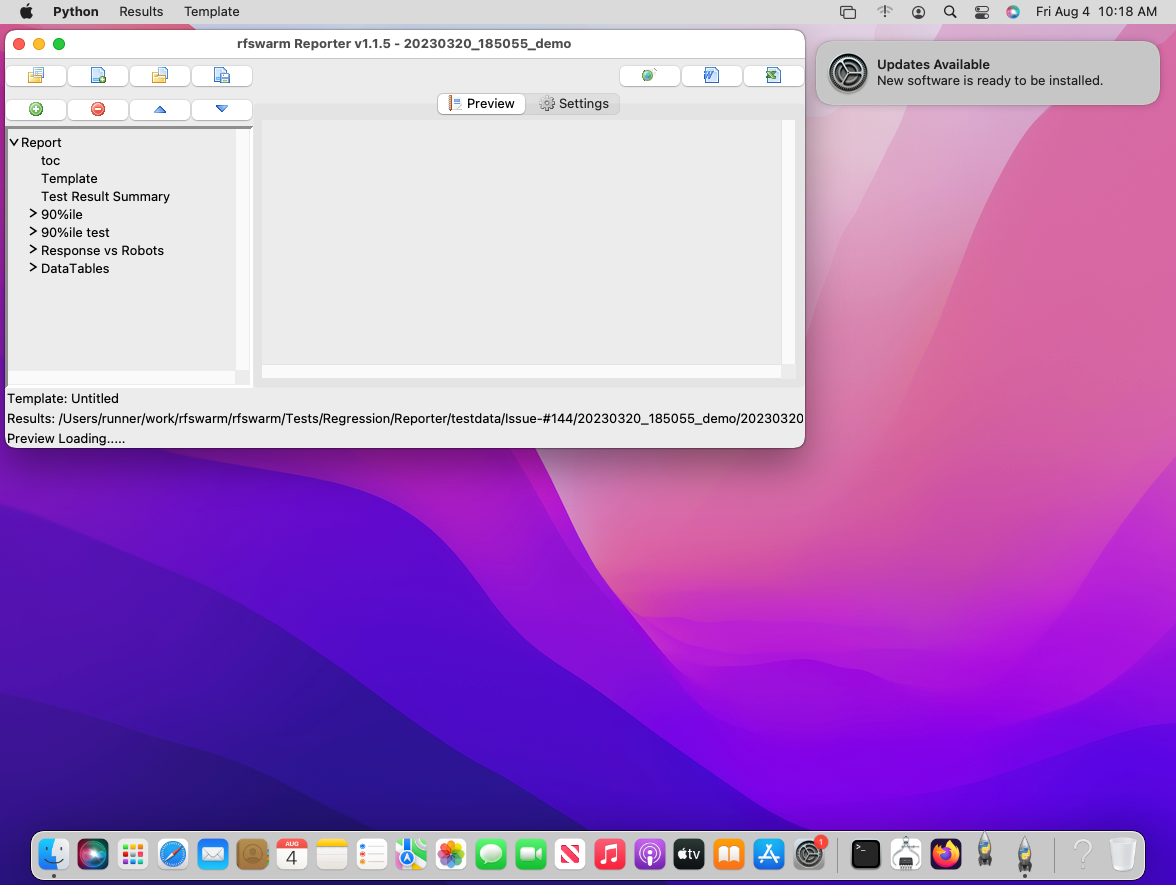 Python Results Template Fri Aug 4 10:18 AM
rfswarm Reporter v1.1.5 - 20230320_185055_demo
Updates Available
New software is ready to be installed.
Preview Settings
Report
toc
Template
Test Result Summary
90%ile
90%ile test
Response vs Robots
DataTables
Template: Untitled
Results: /Users/runner/work/rfswarm/rfswarm/Tests/Regression/Reporter/testdata/Issue-#144/20230320_185055_demo/20230320
Preview Loading.....
AUG
4
tv
1
>_